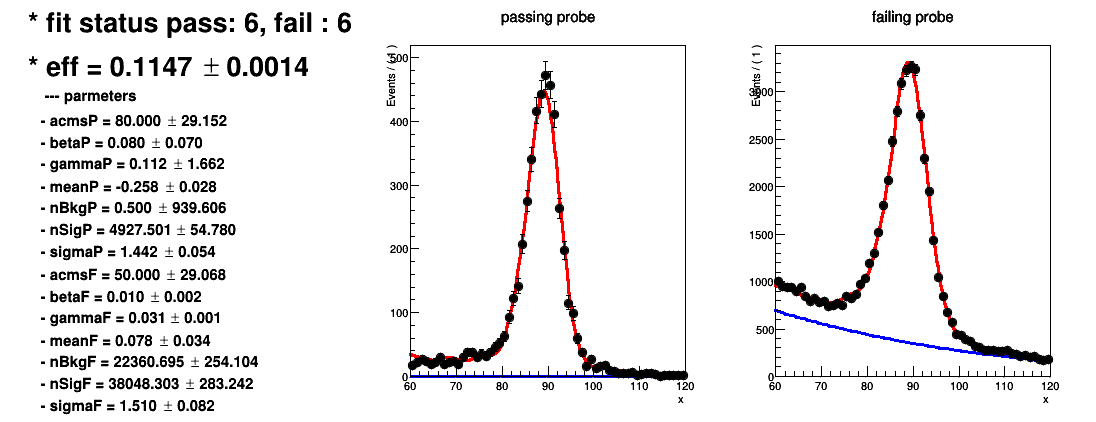 * fit status pass: 6, fail : 6
* eff = 0.1147 ± 0.0014
--- parmeters
- acmsP = 80.000 ± 29.152
- betaP = 0.080 ± 0.070
- gammaP = 0.112 ± 1.662
- meanP = -0.258 ± 0.028
- nBkgP = 0.500 ± 939.606
- nSigP = 4927.501 ± 54.780
- sigmaP = 1.442 ± 0.054
- acmsF = 50.000 ± 29.068
- betaF = 0.010 ± 0.002
- gammaF = 0.031 ± 0.001
- meanF = 0.078 ± 0.034
- nBkgF = 22360.695 ± 254.104
- nSigF = 38048.303 ± 283.242
- sigmaF = 1.510 ± 0.082
passing probe
Events / ( 1 )
500
400
300
200
100
0
60 70 80 90 100 110 120
x
failing probe
Events / ( 1 )
3000
2500
2000
1500
1000
500
0
60 70 80 90 100 110 120
x